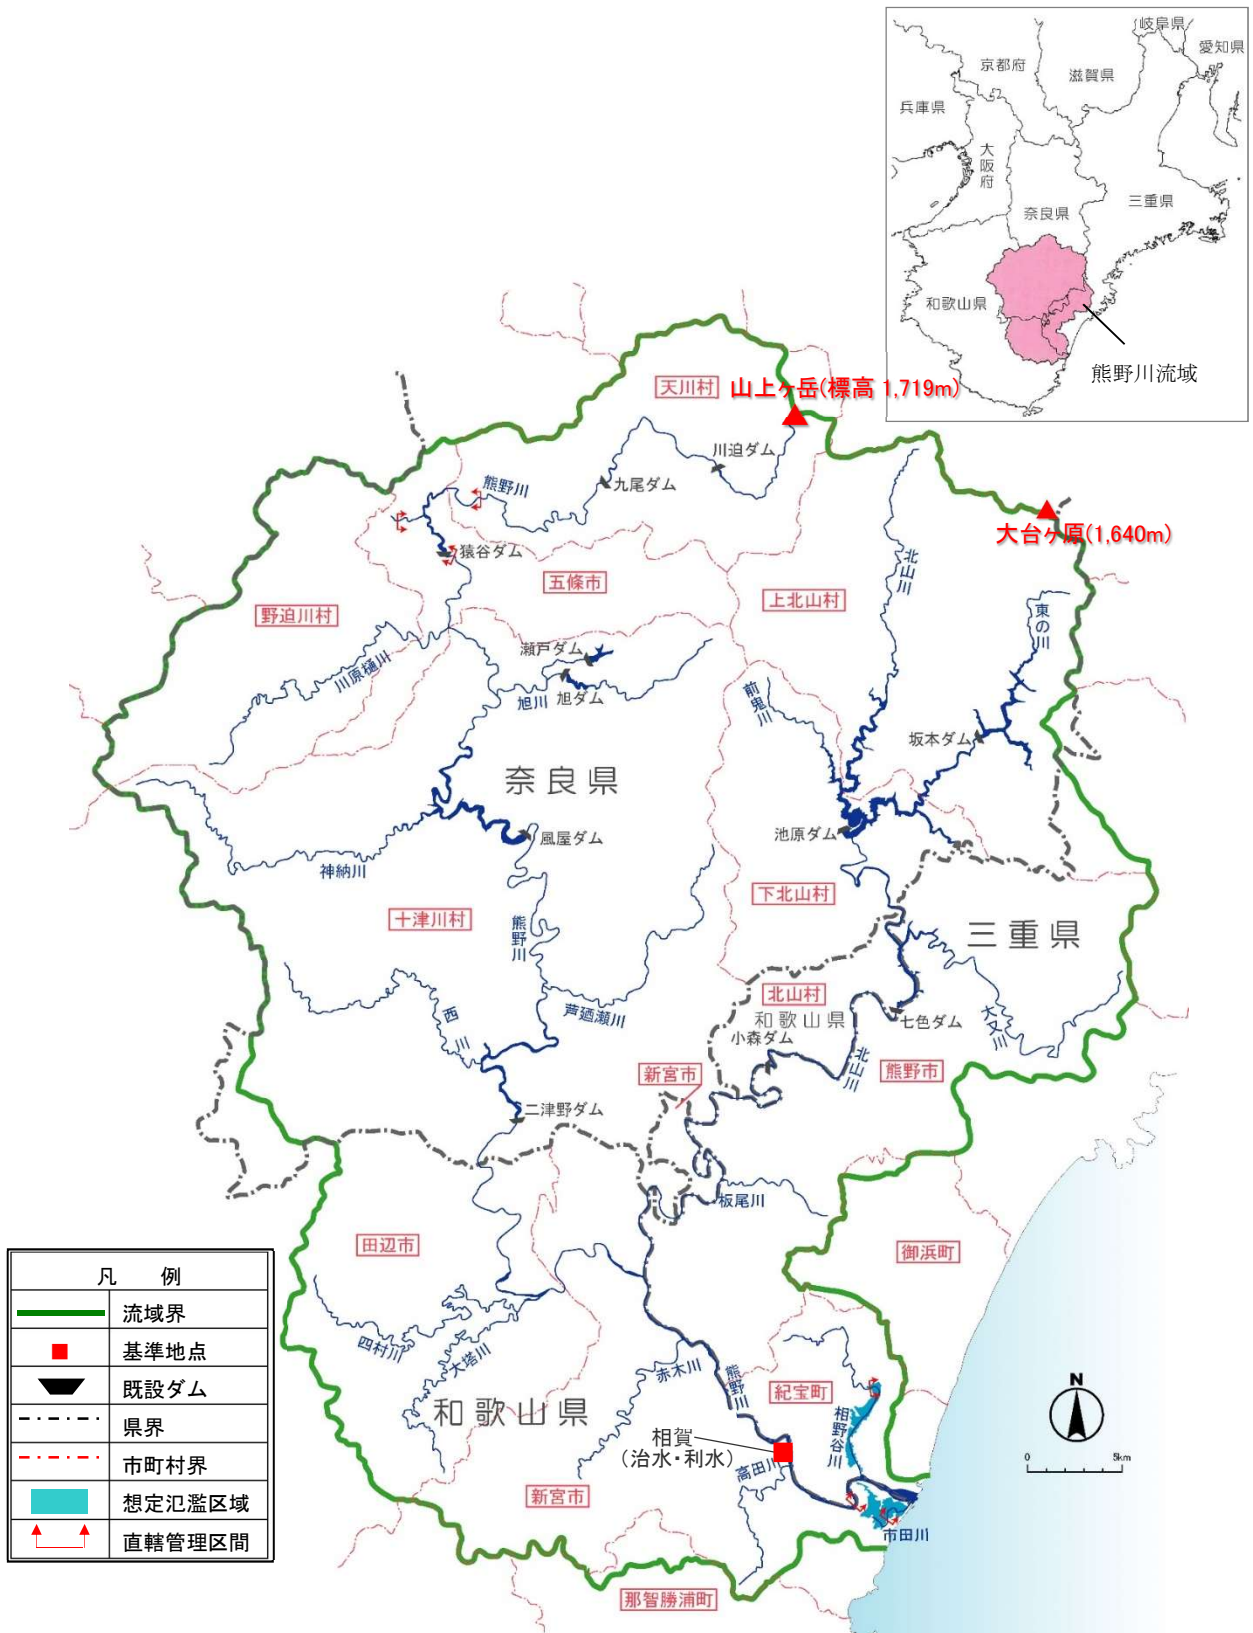 岐阜県
愛知県
京都府
滋賀県
兵庫県
大阪府
三重県
奈良県
和歌山県
熊野川流域
天川村
山上ヶ岳(標高 1,719m)
川迫ダム
九尾ダム
熊野川
大台ヶ原(1,640m)
猿谷ダム
五條市
北山川
上北山村
野迫川村
東の川
瀬戸ダム
川原樋川
旭川
旭ダム
前鬼川
坂本ダム
奈良県
池原ダム
風屋ダム
神納川
下北山村
十津川村
熊野川
三重県
北山村
和歌山県
七色ダム
大又川
芦廼瀬川
西川
小森ダム
北山川
新宮市
熊野市
二津野ダム
板尾川
田辺市
御浜町
四村川
大塔川
赤木川
熊野川
紀宝町
相野谷川
和歌山県
相賀
(治水・利水)
高田川
新宮市
市田川
那智勝浦町
N
0
5km
凡 例
流域界
基準地点
既設ダム
県界
市町村界
想定氾濫区域
直轄管理区間